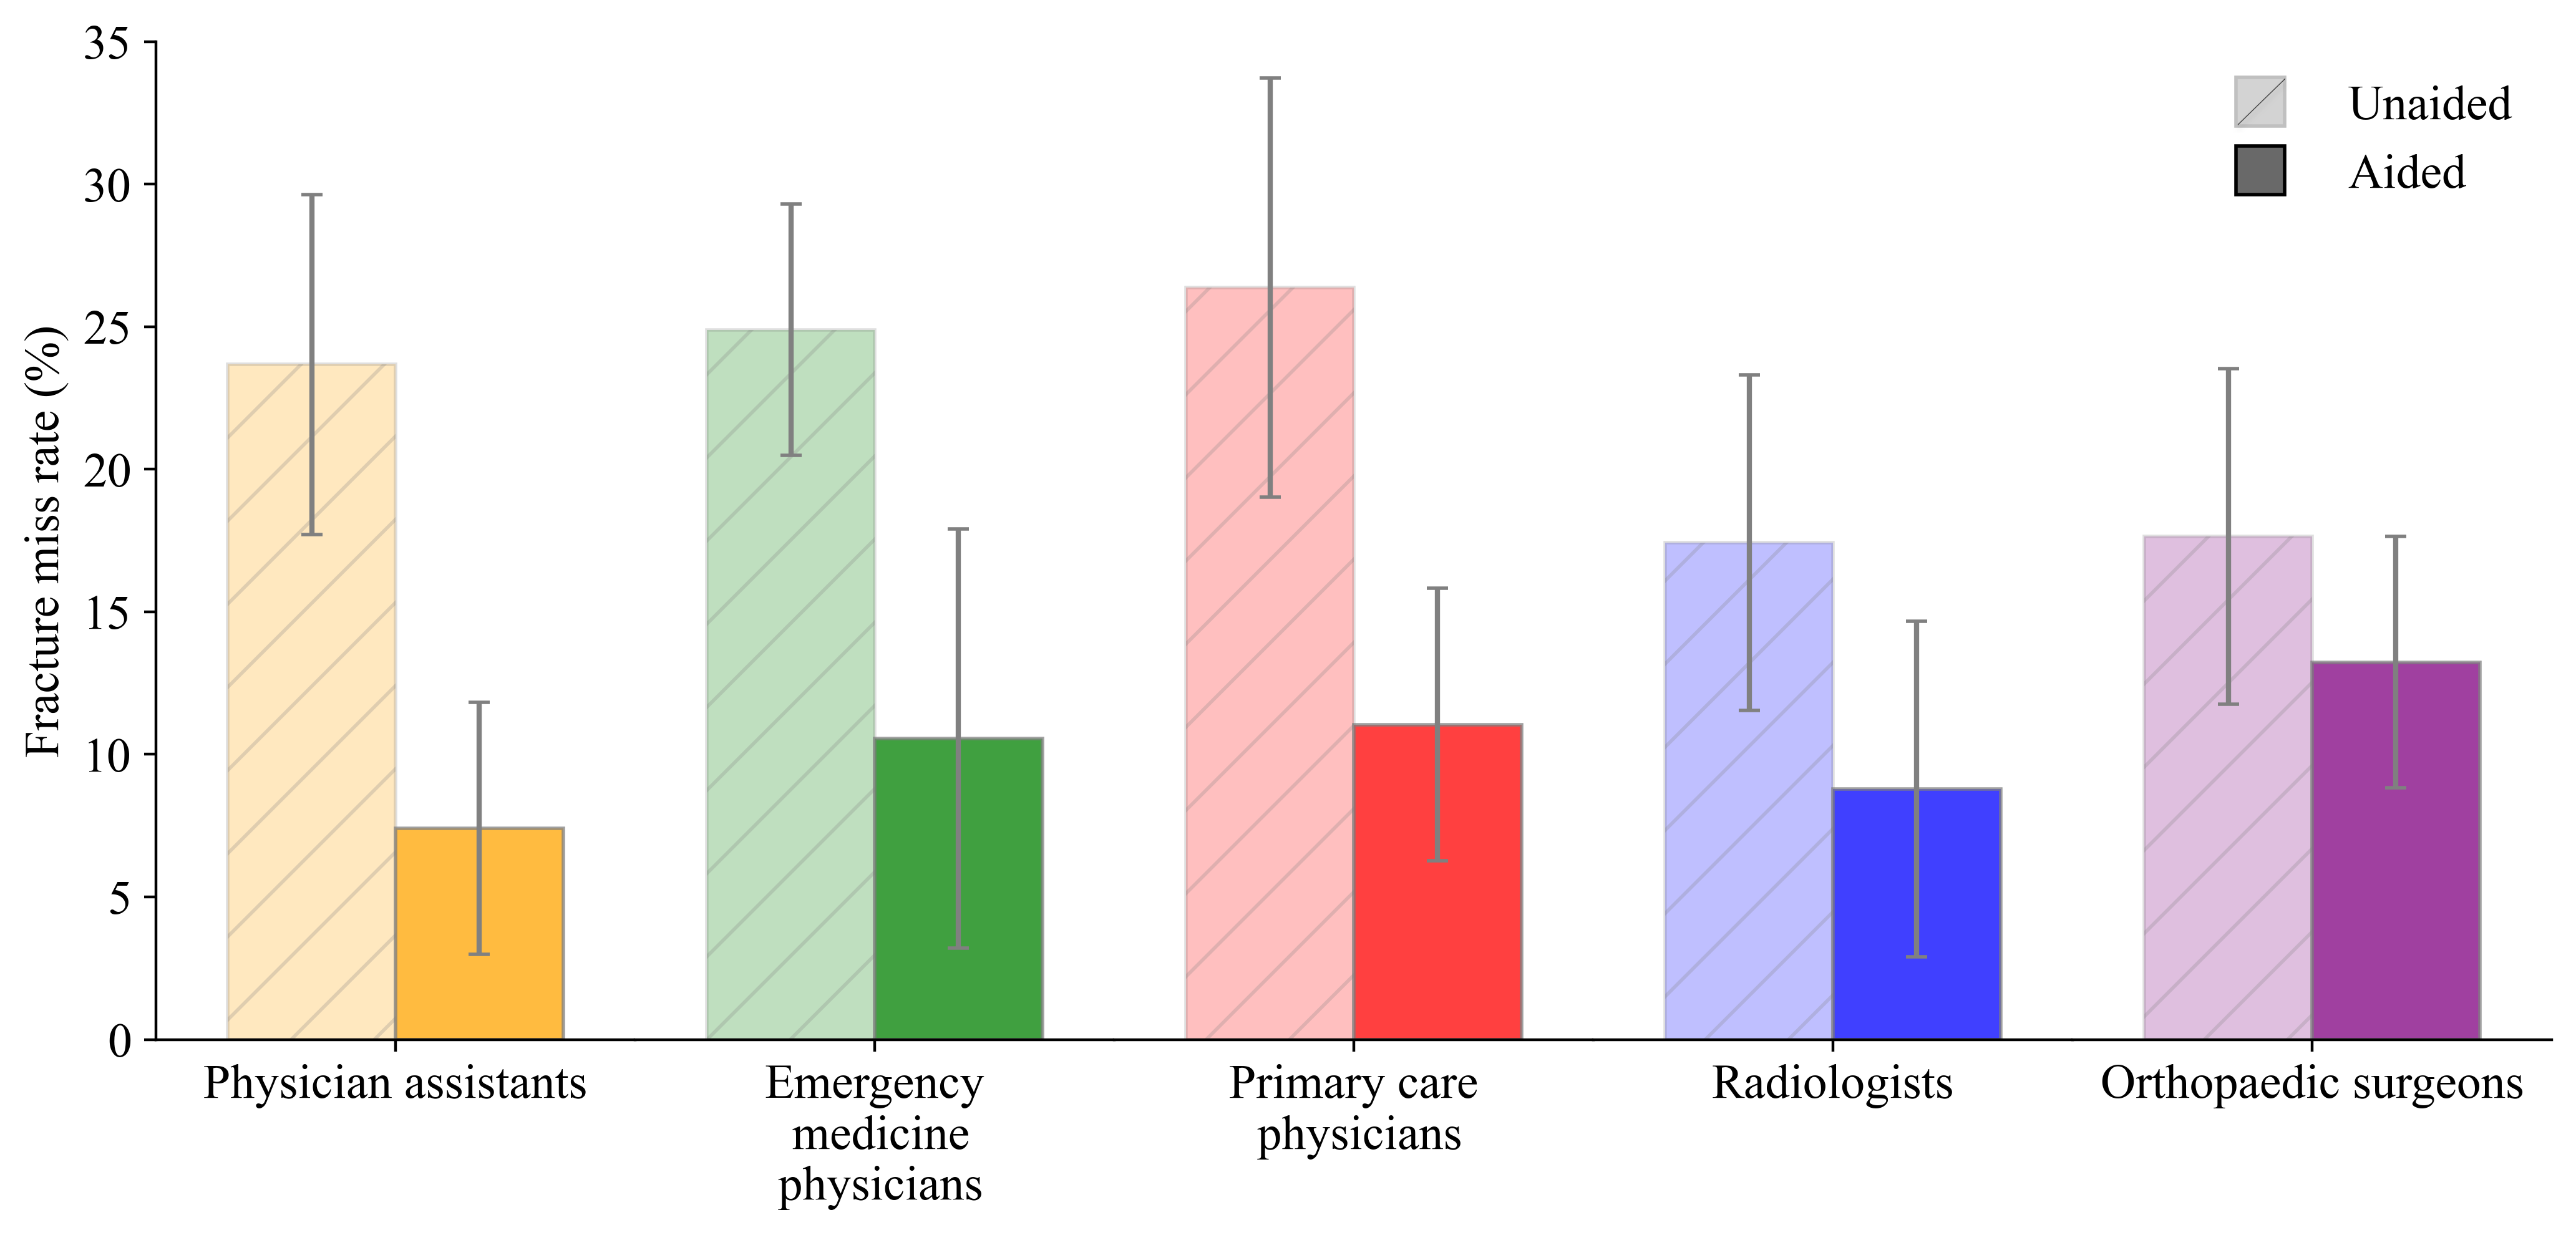 35
30
25
20
15
10
5
0
Fracture miss rate (%)
Unaided
Aided
Physician assistants
Emergency
medicine
physicians
Primary care
physicians
Radiologists
Orthopaedic surgeons